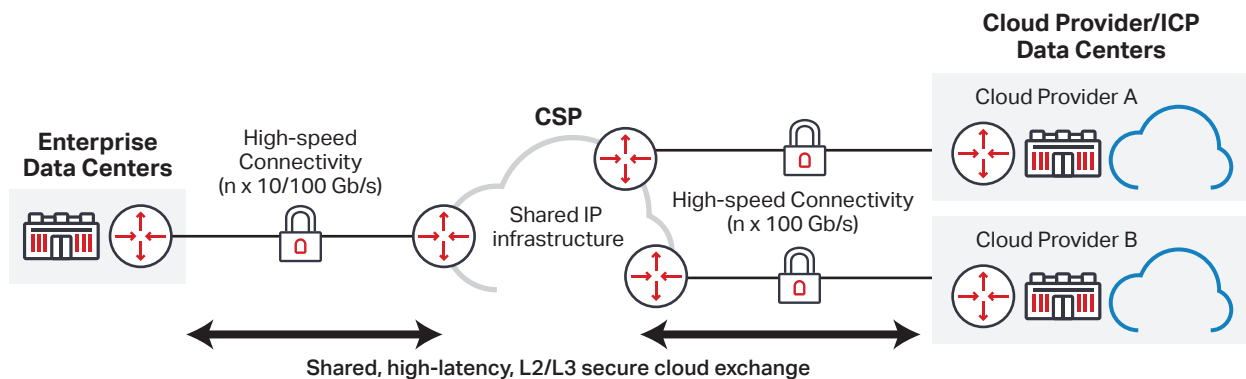 Enterprise
Data Centers
High-speed
Connectivity
(n x 10/100 Gb/s)
CSP
Shared IP
infrastructure
High-speed Connectivity
(n x 100 Gb/s)
Cloud Provider/ICP
Data Centers
Cloud Provider A
Cloud Provider B
Shared, high-latency, L2/L3 secure cloud exchange